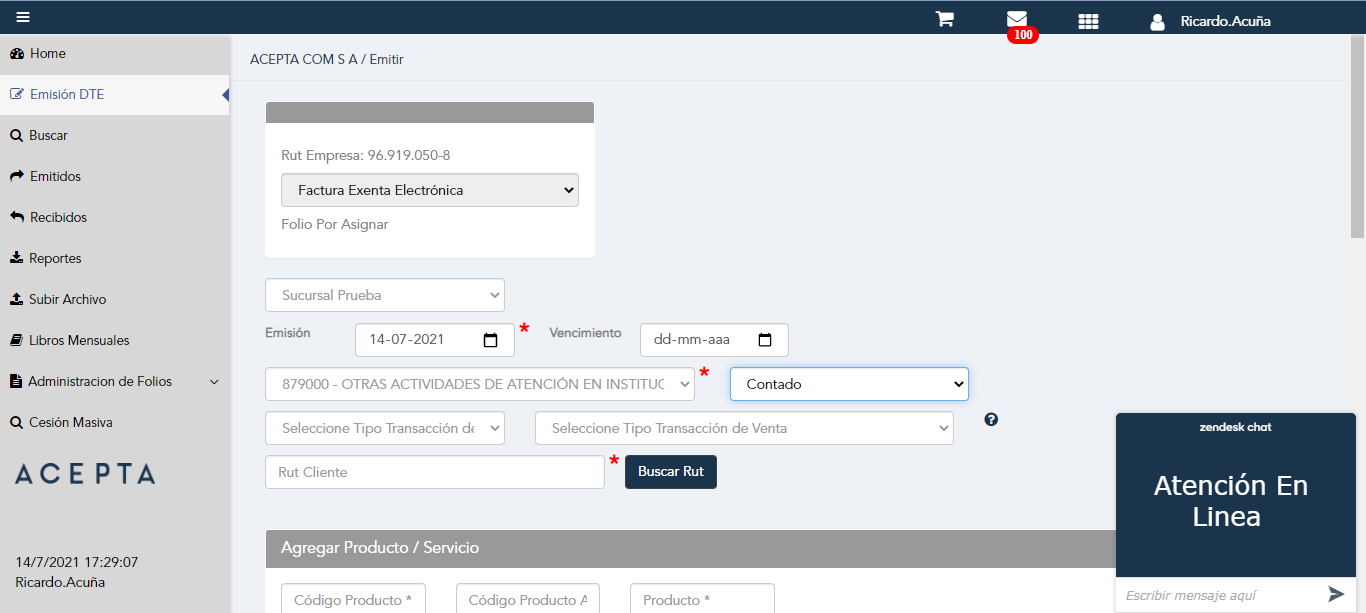 100
Ricardo.Acuña
Home
Emisión DTE
Buscar
Emitidos
Recibidos
Reportes
Subir Archivo
Libros Mensuales
Administracion de Folios
Cesión Masiva
ACEPTA
14/7/2021 17:29:07
Ricardo.Acuña
ACEPTA COM S A / Emitir
Rut Empresa: 96.919.050-8
Factura Exenta Electrónica
Folio Por Asignar
Sucursal Prueba
Emisión 14-07-2021 * Vencimiento dd-mm-aaa
879000 - OTRAS ACTIVIDADES DE ATENCIÓN EN INSTITUC * Contado
Seleccione Tipo Transacción de Seleccione Tipo Transacción de Venta ?
Rut Cliente * Buscar Rut
Agregar Producto / Servicio
Código Producto * Código Producto A Producto *
zendesk chat
Atención En
Linea
Escribir mensaje aquí